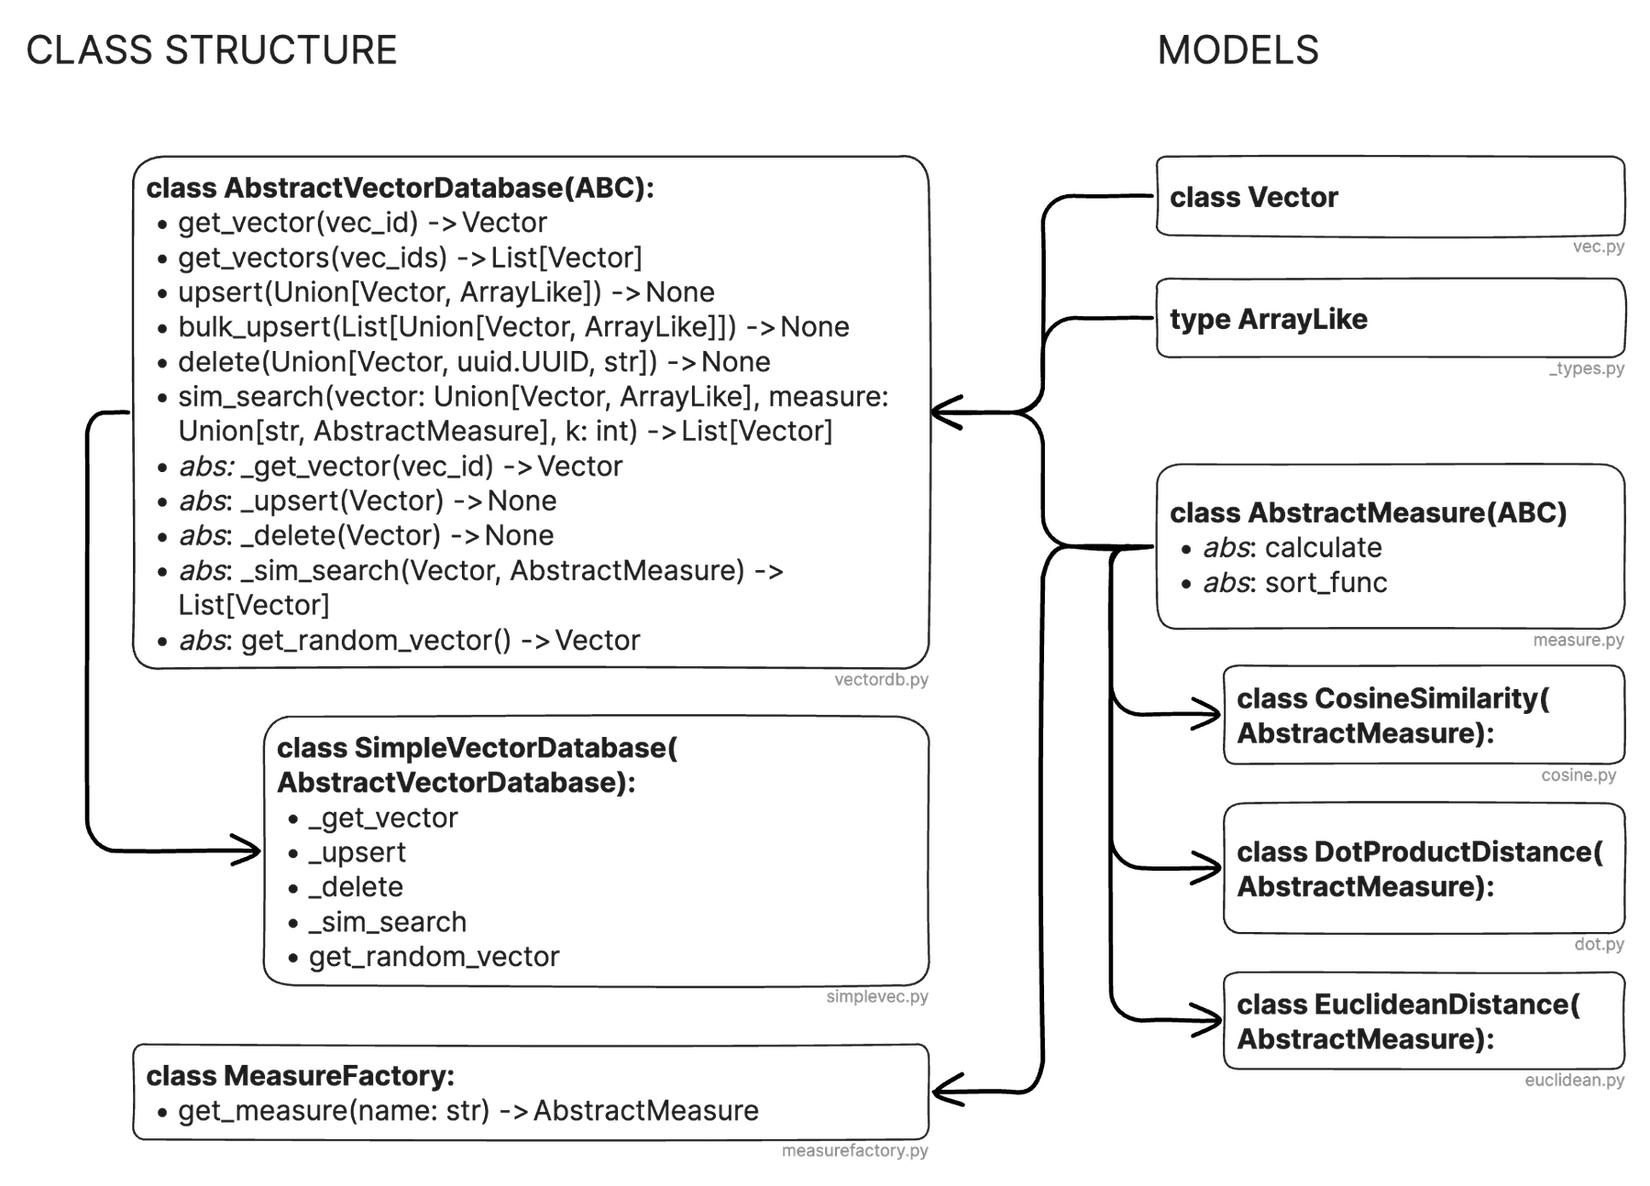 CLASS STRUCTURE
MODELS
class AbstractVectorDatabase(ABC):
• get_vector(vec_id) -> Vector
• get_vectors(vec_ids) -> List[Vector]
• upsert(Union[Vector, ArrayLike]) -> None
• bulk_upsert(List[Union[Vector, ArrayLike]]) -> None
• delete(Union[Vector, uuid.UUID, str]) -> None
• sim_search(vector: Union[Vector, ArrayLike], measure:
Union[str, AbstractMeasure], k: int) -> List[Vector]
• abs: _get_vector(vec_id) -> Vector
• abs: _upsert(Vector) -> None
• abs: _delete(Vector) -> None
• abs: _sim_search(Vector, AbstractMeasure) ->
List[Vector]
• abs: get_random_vector() -> Vector
vectordb.py
class SimpleVectorDatabase(
AbstractVectorDatabase):
• _get_vector
• _upsert
• _delete
• _sim_search
• get_random_vector
simplevec.py
class MeasureFactory:
• get_measure(name: str) -> AbstractMeasure
measurefactory.py
class Vector
vec.py
type ArrayLike
_types.py
class AbstractMeasure(ABC)
• abs: calculate
• abs: sort_func
measure.py
class CosineSimilarity(
AbstractMeasure):
cosine.py
class DotProductDistance(
AbstractMeasure):
dot.py
class EuclideanDistance(
AbstractMeasure):
euclidean.py